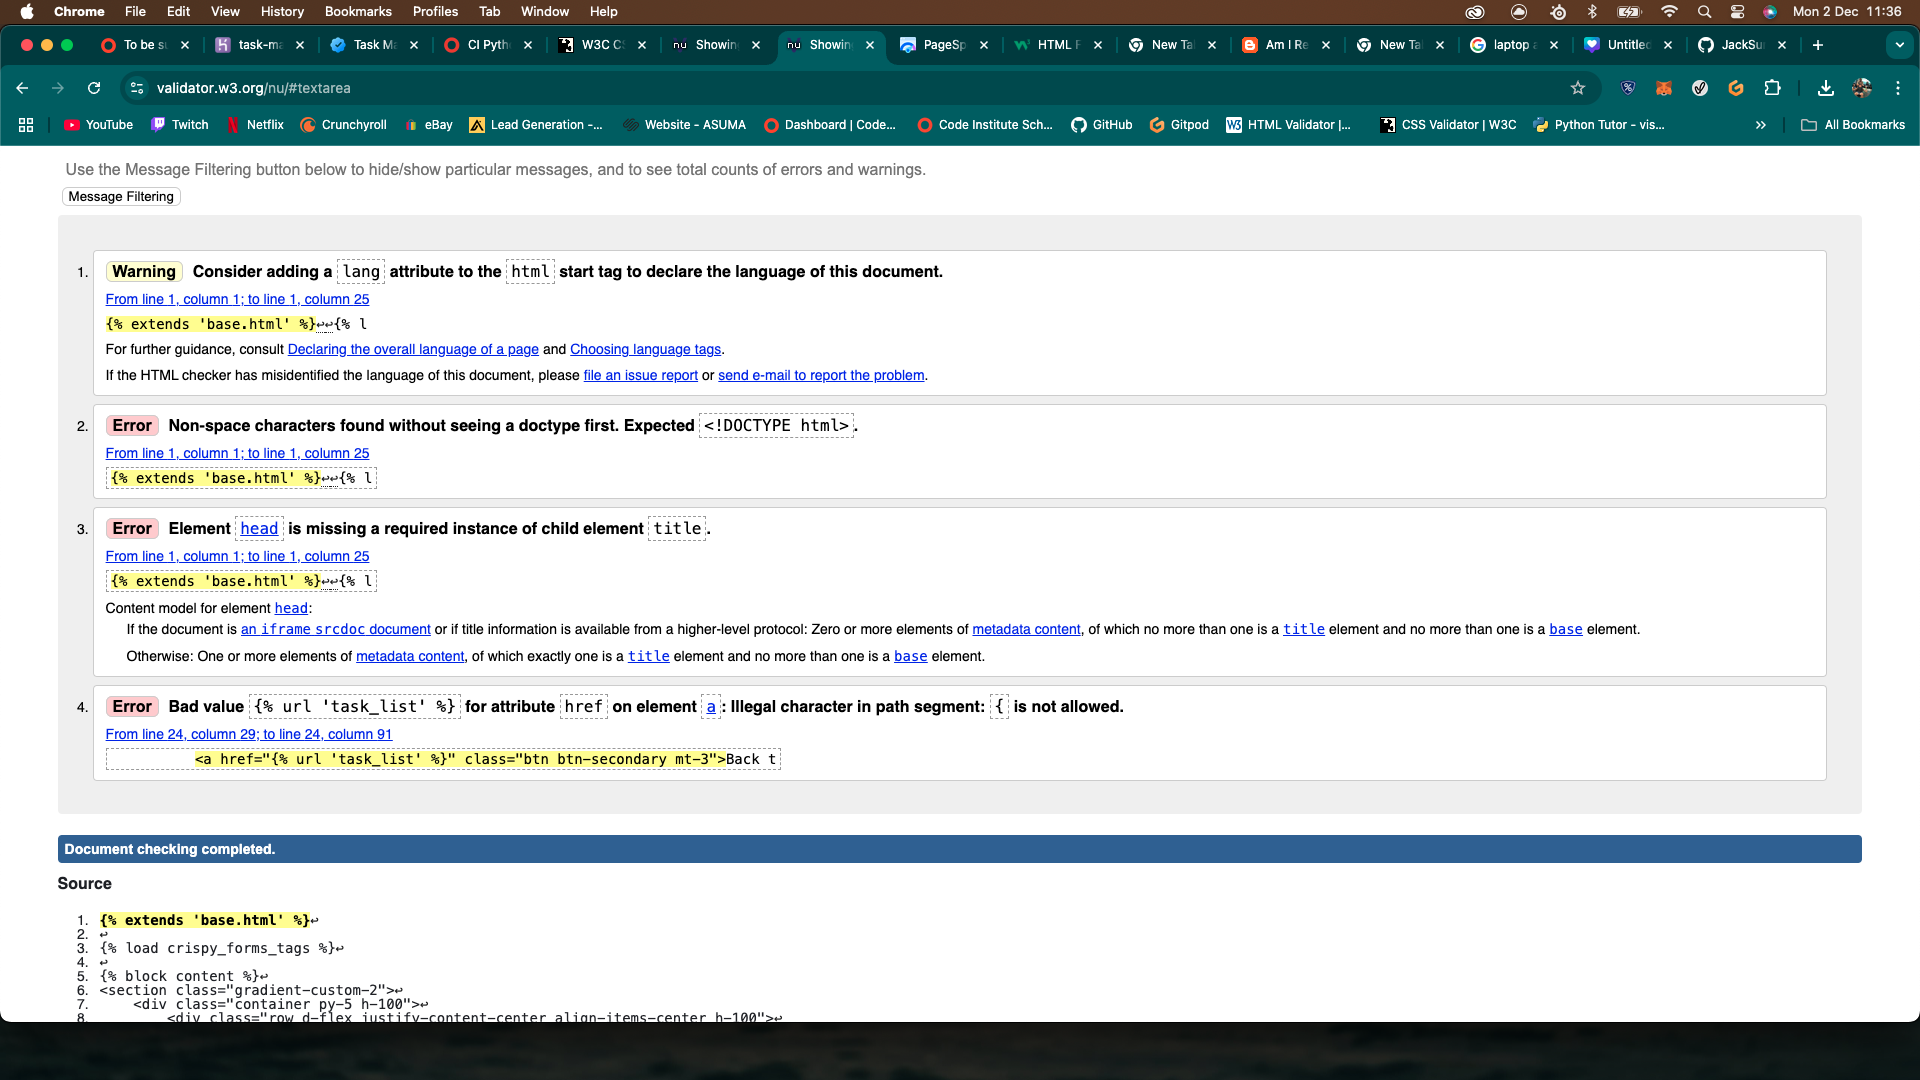 Chrome File Edit View History Bookmarks Profiles Tab Window Help Mon 2 Dec 11:36
To be su task-ma Task Ma CI Pytho W3C CS Showing Showing PageSp HTML F New Tab Am I Re New Tab laptop a Untitled JackSu
validator.w3.org/nu/#textarea
YouTube Twitch Netflix Crunchyroll eBay Lead Generation -... Website - ASUMA Dashboard | Code... Code Institute Sch... GitHub Gitpod HTML Validator |... CSS Validator | W3C Python Tutor - vis... » All Bookmarks
Use the Message Filtering button below to hide/show particular messages, and to see total counts of errors and warnings.
Message Filtering
1. Warning Consider adding a lang attribute to the html start tag to declare the language of this document.
From line 1, column 1; to line 1, column 25
{% extends 'base.html' %}↩↩{% l
For further guidance, consult Declaring the overall language of a page and Choosing language tags.
If the HTML checker has misidentified the language of this document, please file an issue report or send e-mail to report the problem.
2. Error Non-space characters found without seeing a doctype first. Expected <!DOCTYPE html>.
From line 1, column 1; to line 1, column 25
{% extends 'base.html' %}↩↩{% l
3. Error Element head is missing a required instance of child element title.
From line 1, column 1; to line 1, column 25
{% extends 'base.html' %}↩↩{% l
Content model for element head:
If the document is an iframe srcdoc document or if title information is available from a higher-level protocol: Zero or more elements of metadata content, of which no more than one is a title element and no more than one is a base element.
Otherwise: One or more elements of metadata content, of which exactly one is a title element and no more than one is a base element.
4. Error Bad value {% url 'task_list' %} for attribute href on element a: Illegal character in path segment: { is not allowed.
From line 24, column 29; to line 24, column 91
<a href="{% url 'task_list' %}" class="btn btn-secondary mt-3">Back t
Document checking completed.
Source
1. {% extends 'base.html' %}↩
2. ↩
3. {% load crispy_forms_tags %}↩
4. ↩
5. {% block content %}↩
6. <section class="gradient-custom-2">↩
7. <div class="container py-5 h-100">↩
8. <div class="row d-flex justify-content-center align-items-center h-100">↩